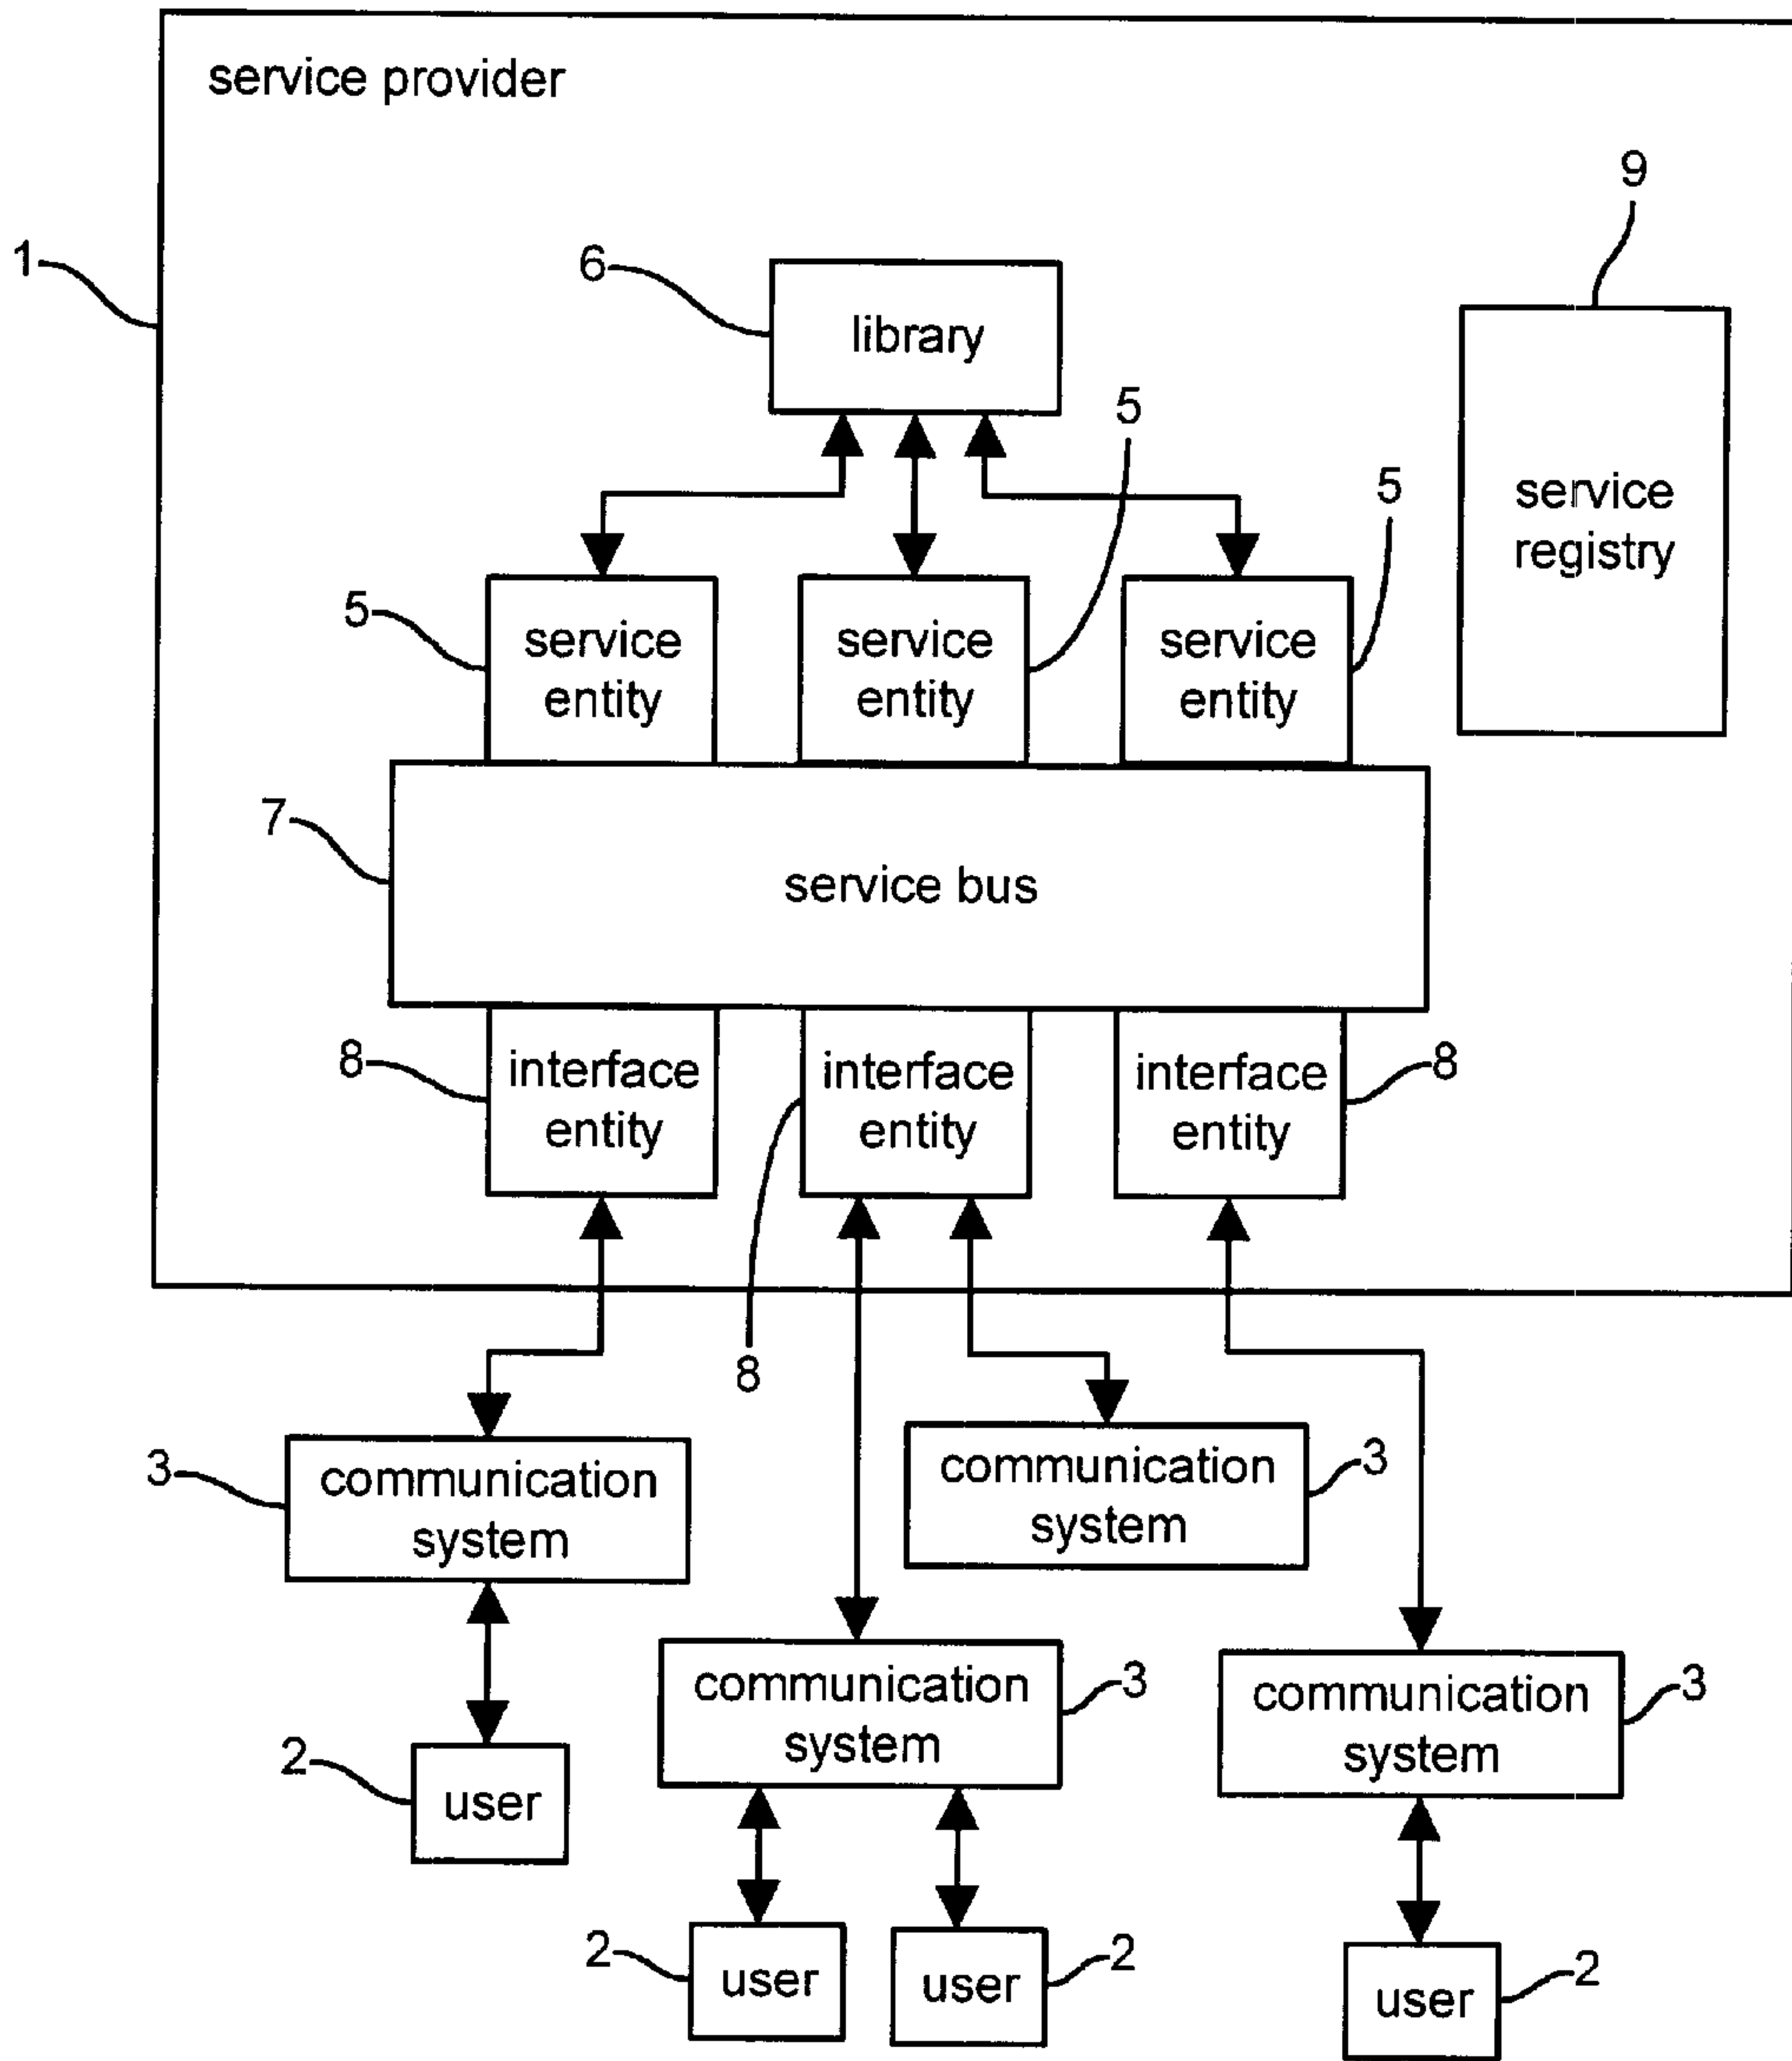 service provider
9
1
6
library
5
5
service
registry
5
service
entity
service
entity
service
entity
7
service bus
8
interface
entity
interface
entity
interface
entity
8
8
3
communication
system
communication
system
3
communication
system
3
communication
system
3
2
user
2
user
user
2
user
2